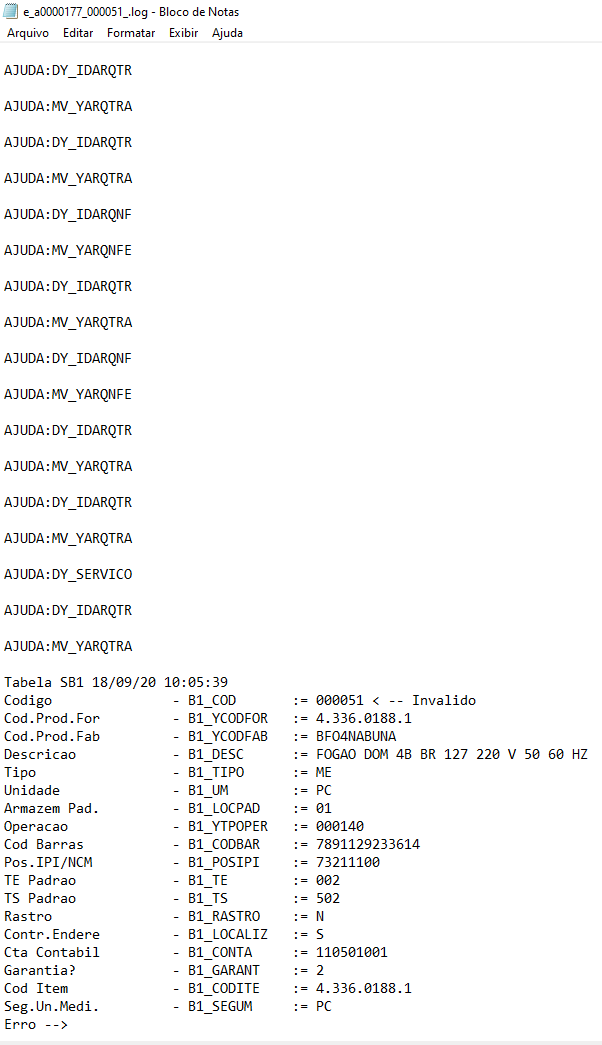 e_a0000177_000051_.log - Bloco de Notas
Arquivo Editar Formatar Exibir Ajuda
AJUDA:DY_IDARQTR
AJUDA:MV_YARQTRA
AJUDA:DY_IDARQTR
AJUDA:MV_YARQTRA
AJUDA:DY_IDARQNF
AJUDA:MV_YARQNFE
AJUDA:DY_IDARQTR
AJUDA:MV_YARQTRA
AJUDA:DY_IDARQNF
AJUDA:MV_YARQNFE
AJUDA:DY_IDARQTR
AJUDA:MV_YARQTRA
AJUDA:DY_IDARQTR
AJUDA:MV_YARQTRA
AJUDA:DY_SERVICO
AJUDA:DY_IDARQTR
AJUDA:MV_YARQTRA
Tabela SB1 18/09/20 10:05:39
Codigo - B1_COD := 000051 < -- Invalido
Cod.Prod.For - B1_YCODFOR := 4.336.0188.1
Cod.Prod.Fab - B1_YCODFAB := BFO4NABUNA
Descricao - B1_DESC := FOGAO DOM 4B BR 127 220 V 50 60 HZ
Tipo - B1_TIPO := ME
Unidade - B1_UM := PC
Armazem Pad. - B1_LOCPAD := 01
Operacao - B1_YTPOPER := 000140
Cod Barras - B1_CODBAR := 7891129233614
Pos.IPI/NCM - B1_POSIPI := 73211100
TE Padrao - B1_TE := 002
TS Padrao - B1_TS := 502
Rastro - B1_RASTRO := N
Contr.Endere - B1_LOCALIZ := S
Cta Contabil - B1_CONTA := 110501001
Garantia? - B1_GARANT := 2
Cod Item - B1_CODITE := 4.336.0188.1
Seg.Un.Medi. - B1_SEGUM := PC
Erro -->